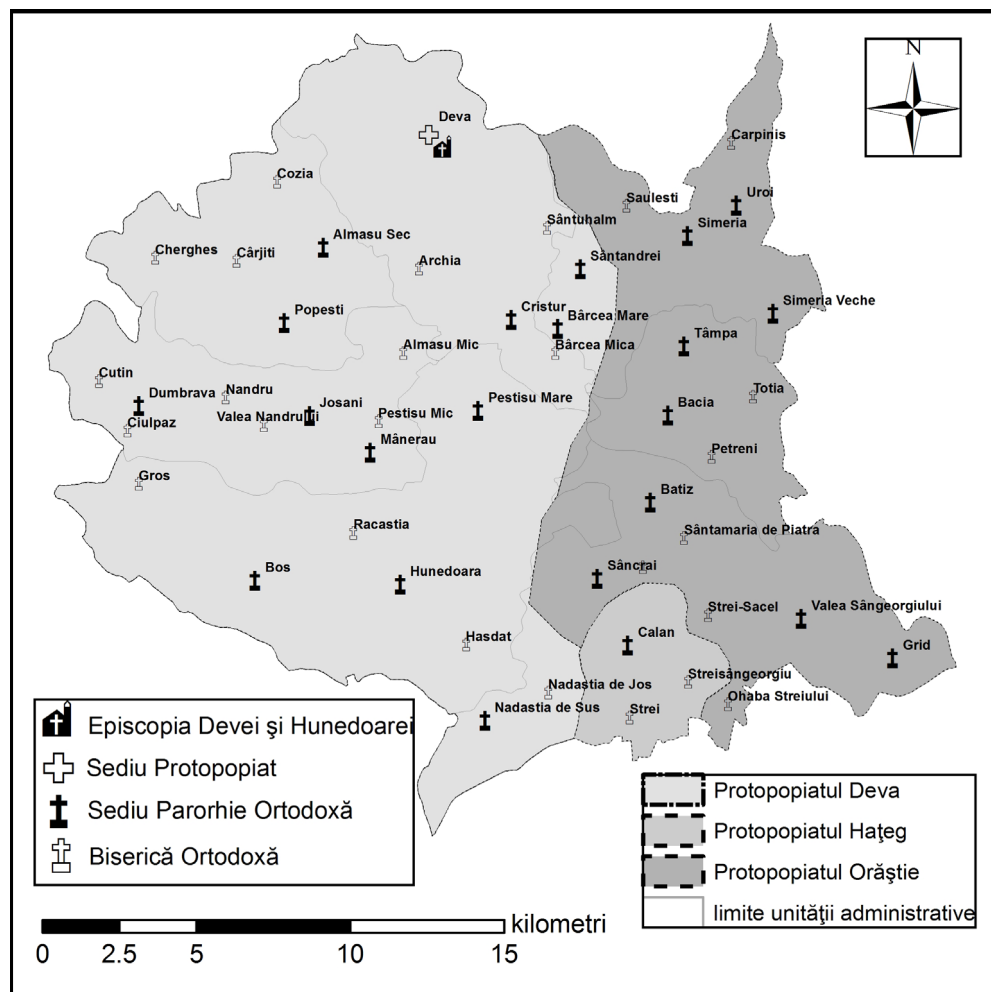 N
Deva
Carpinis
Cozia
Uroi
Saulesti
Sântuhalm
Simeria
Almasu Sec
Cherghes
Cârjiti
Archia
Sântandrei
Simeria Veche
Popesti
Cristur
Bârcea Mare
Tâmpa
Almasu Mic
Bârcea Mica
Cutin
Dumbrava
Nandru
Totia
Josani
Pestisu Mare
Bacia
Ciulpaz
Valea Nandrului
Pestisu Mic
Mânerau
Petreni
Gros
Batiz
Racastia
Sântamaria de Piatra
Bos
Hunedoara
Sâncrai
Strei-Sacel
Valea Sângeorgiului
Hasdat
Calan
Grid
Streisângeorgiu
Nadastia de Jos
Ohaba Streiului
Nadastia de Sus
Strei
Episcopia Devei şi Hunedoarei
Sediu Protopopiat
Sediu Parorhie Ortodoxă
Biserică Ortodoxă
Protopopiatul Deva
Protopopiatul Haţeg
Protopopiatul Orăştie
limite unităţii administrative
kilometri
0 2.5 5 10 15